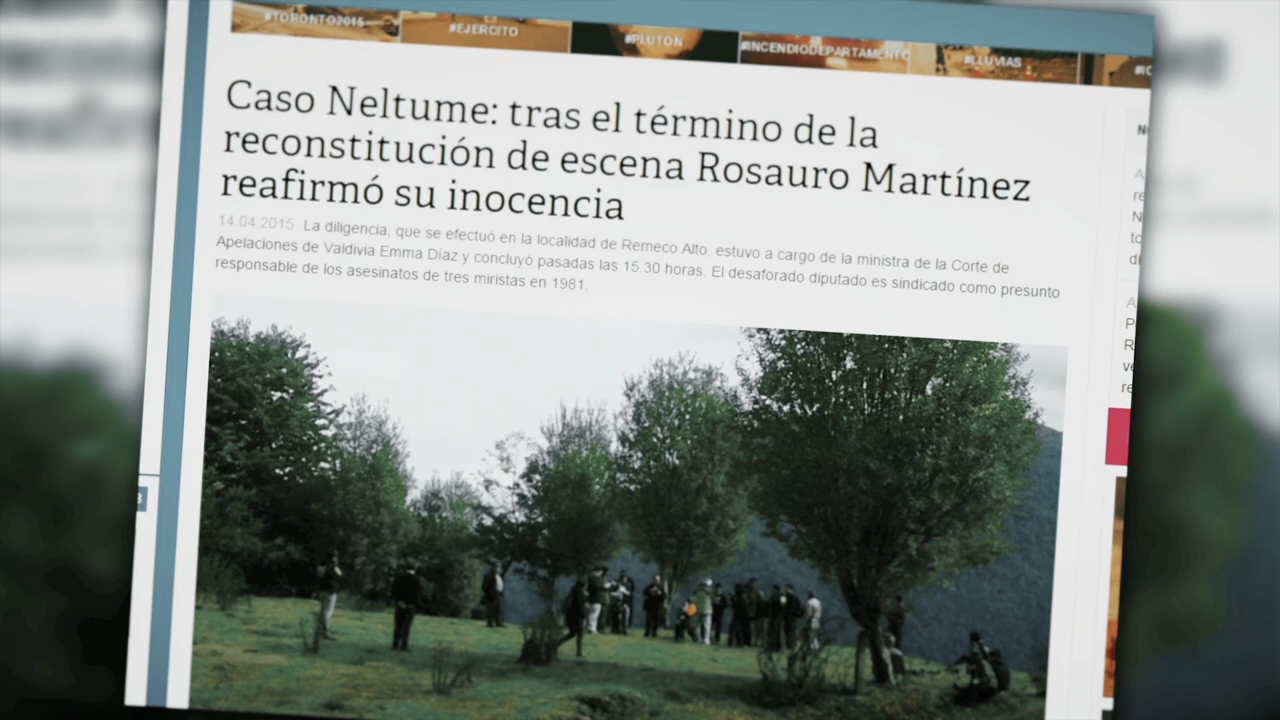 #TORONTO2015
#EJERCITO
#PLUTON
#INCENDIODEPARTAMENTO
#LLUVIAS
Caso Neltume: tras el término de la
reconstitución de escena Rosauro Martínez
reafirmó su inocencia
14.04.2015 La diligencia, que se efectuó en la localidad de Remeco Alto, estuvo a cargo de la ministra de la Corte de
Apelaciones de Valdivia Emma Díaz y concluyó pasadas las 15.30 horas. El desaforado diputado es sindicado como presunto
responsable de los asesinatos de tres miristas en 1981.